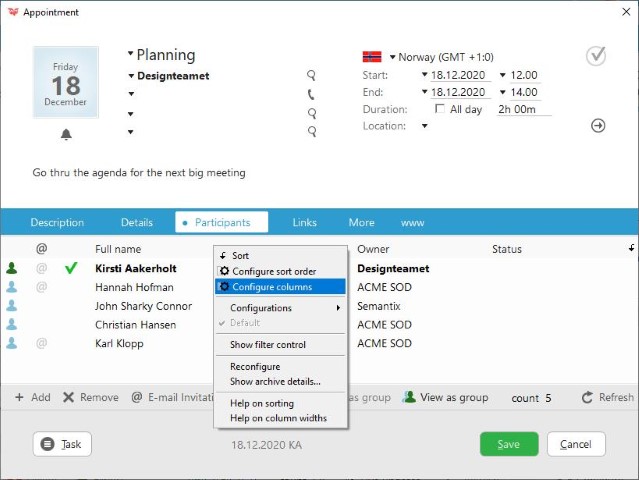 Appointment
Friday
18
December
Planning
Designteamet
Norway (GMT +1:0)
Start: 18.12.2020 12.00
End: 18.12.2020 14.00
Duration: All day 2h 00m
Location:
Go thru the agenda for the next big meeting
Description Details Participants Links More www
@ Full name Owner Status
Kirsti Aakerholt Designteamet
@ Hannah Hofman ACME SOD
John Sharky Connor Semantix
Christian Hansen ACME SOD
@ Karl Klopp ACME SOD
Sort
Configure sort order
Configure columns
Configurations
Default
Show filter control
Reconfigure
Show archive details...
Help on sorting
Help on column widths
+ Add Remove @ E-mail Invitati as group View as group count 5 Refresh
Task 18.12.2020 KA Save Cancel